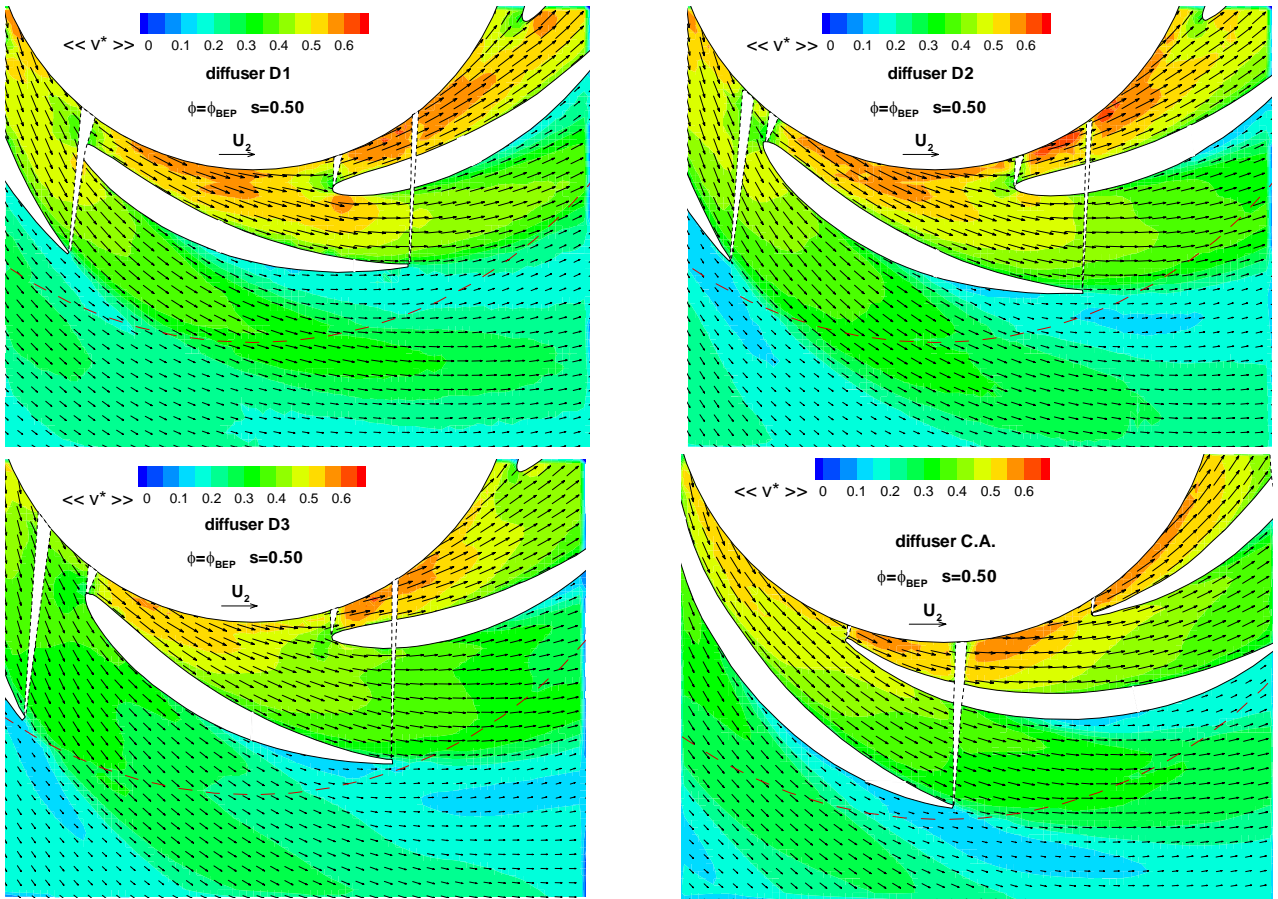 << v* >> 0 0.1 0.2 0.3 0.4 0.5 0.6
diffuser D1
ϕ=ϕBEP s=0.50
U2
<< v* >> 0 0.1 0.2 0.3 0.4 0.5 0.6
diffuser D2
ϕ=ϕBEP s=0.50
U2
<< v* >> 0 0.1 0.2 0.3 0.4 0.5 0.6
diffuser D3
ϕ=ϕBEP s=0.50
U2
<< v* >> 0 0.1 0.2 0.3 0.4 0.5 0.6
diffuser C.A.
ϕ=ϕBEP s=0.50
U2